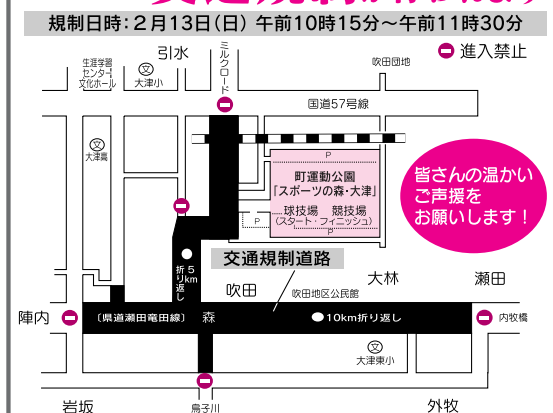 規制日時：２月13日（日） 午前10時15分～午前11時30分
進入禁止
引水
ミルクロード
吹田団地
生涯学習
センター
文化ホール
文
大津小
国道57号線
文
大津高
P
町運動公園
「スポーツの森・大津」
球技場 競技場
（スタート・フィニッシュ）
P
P
皆さんの温かい
ご声援を
お願いします！
5km
折り返し
交通規制道路
吹田
吹田地区公民館
大林
瀬田
陣内
〔県道瀬田竜田線〕
森
10km折り返し
内牧橋
文
大津東小
岩坂
鳥子川
外牧